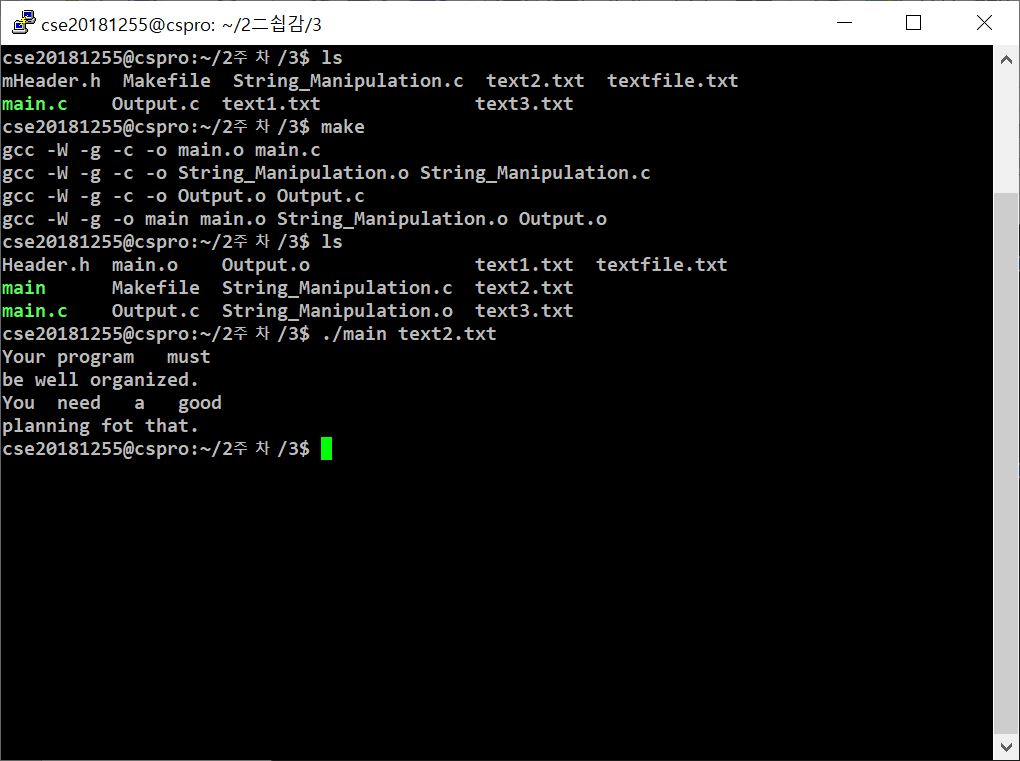 cse20181255@cspro: ~/2二쉽감/3
cse20181255@cspro:~/2주 차 /3$ ls
mHeader.h  Makefile  String_Manipulation.c  text2.txt  textfile.txt
main.c    Output.c  text1.txt              text3.txt
cse20181255@cspro:~/2주 차 /3$ make
gcc -W -g -c -o main.o main.c
gcc -W -g -c -o String_Manipulation.o String_Manipulation.c
gcc -W -g -c -o Output.o Output.c
gcc -W -g -o main main.o String_Manipulation.o Output.o
cse20181255@cspro:~/2주 차 /3$ ls
Header.h  main.o    Output.o               text1.txt  textfile.txt
main      Makefile  String_Manipulation.c  text2.txt
main.c    Output.c  String_Manipulation.o  text3.txt
cse20181255@cspro:~/2주 차 /3$ ./main text2.txt
Your program   must
be well organized.
You  need   a   good
planning fot that.
cse20181255@cspro:~/2주 차 /3$